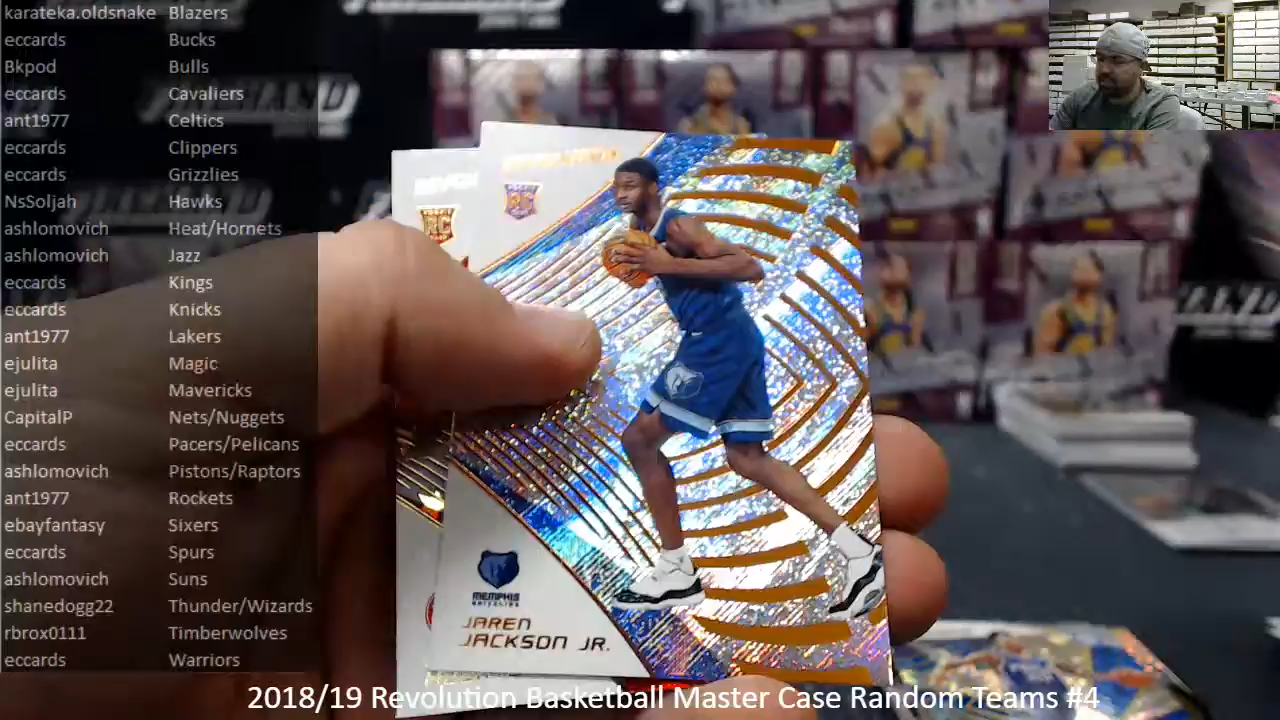 karateka.oldsnake Blazers
eccards Bucks
Bkpod Bulls
eccards Cavaliers
ant1977 Celtics
eccards Clippers
eccards Grizzlies
NsSoljah Hawks
ashlomovich Heat/Hornets
ashlomovich Jazz
eccards Kings
eccards Knicks
ant1977 Lakers
ejulita Magic
ejulita Mavericks
CapitalP Nets/Nuggets
eccards Pacers/Pelicans
ashlomovich Pistons/Raptors
ant1977 Rockets
ebayfantasy Sixers
eccards Spurs
ashlomovich Suns
shanedogg22 Thunder/Wizards
rbrox0111 Timberwolves
eccards Warriors
RC
RC
MEMPHIS
GRIZZLIES
JAREN
JACKSON JR.
2018/19 Revolution Basketball Master Case Random Teams #4